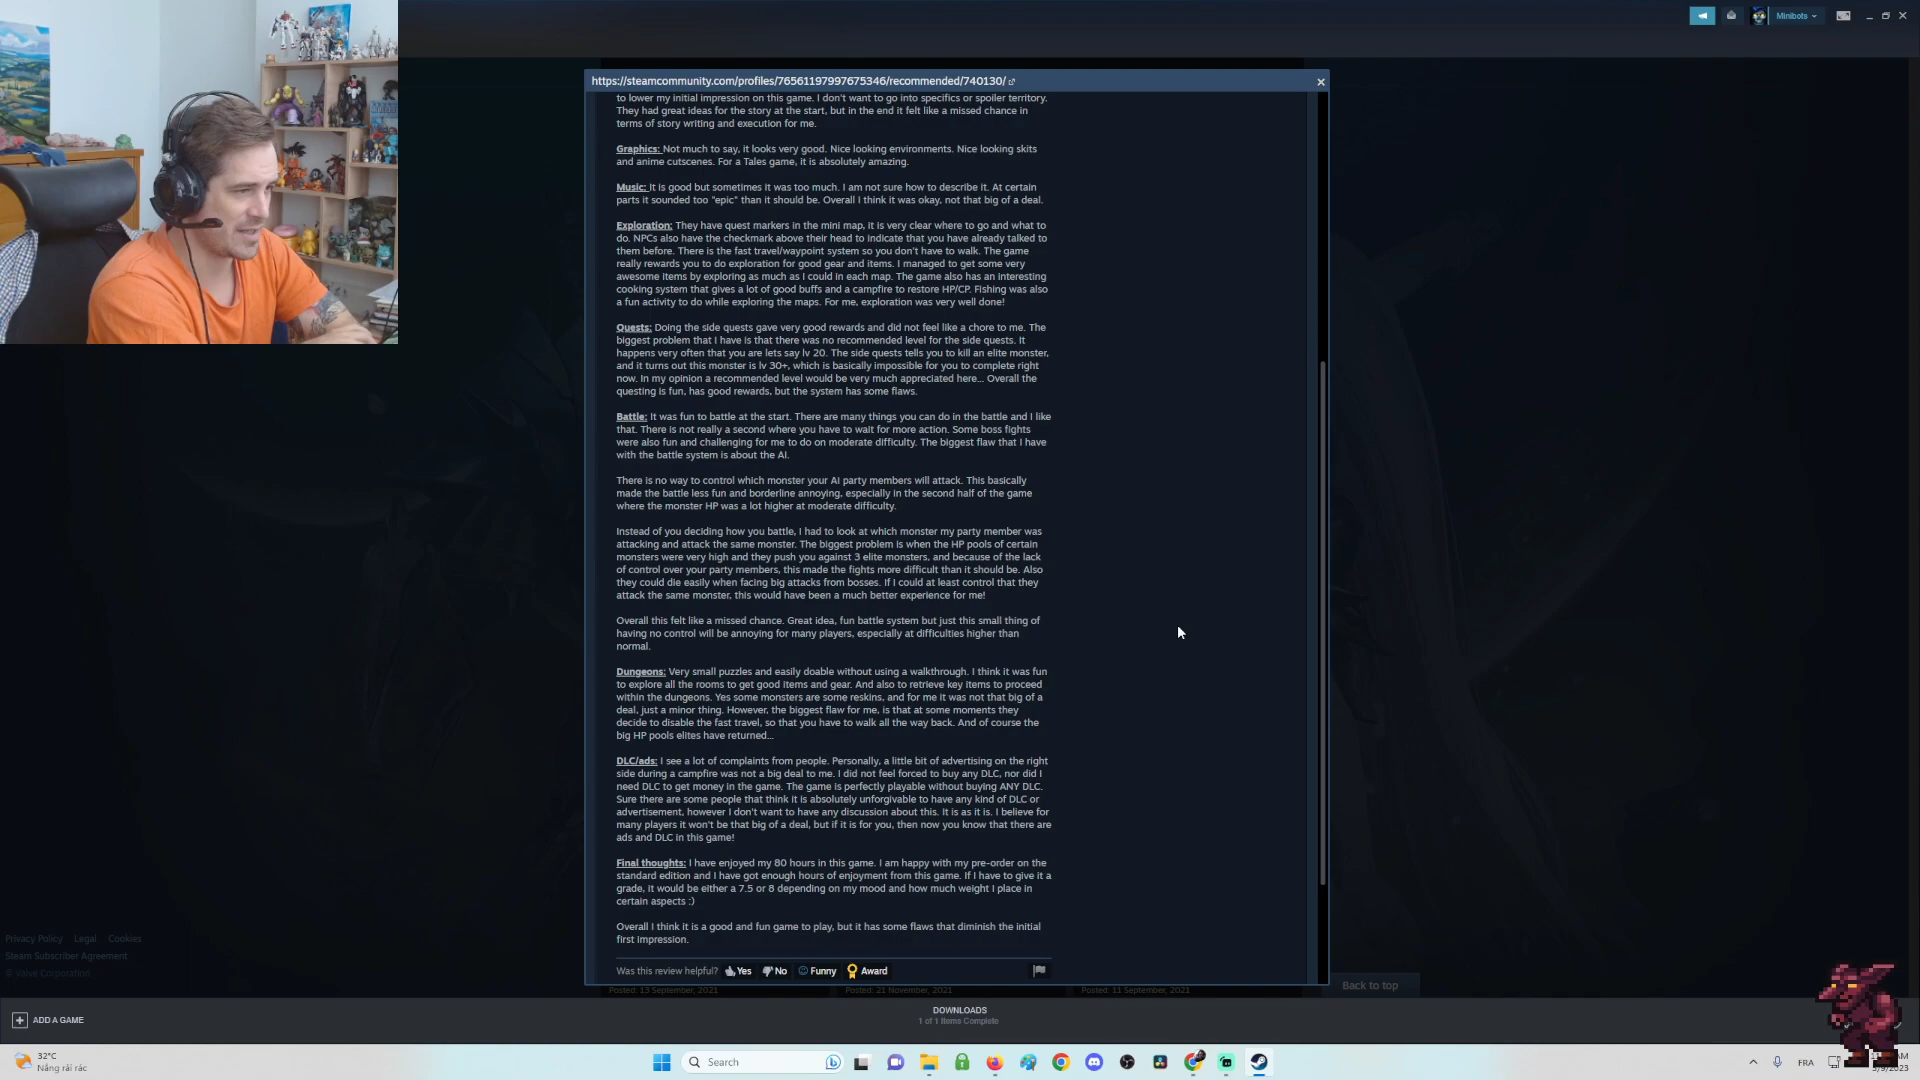 Minibots
https://steamcommunity.com/profiles/76561197997675346/recommended/740130/
to lower my initial impression on this game. I don't want to go into specifics or spoiler territory.
They had great ideas for the story at the start, but in the end it felt like a missed chance in
terms of story writing and execution for me.
Graphics: Not much to say, it looks very good. Nice looking environments. Nice looking skits
and anime cutscenes. For a Tales game, it is absolutely amazing.
Music: It is good but sometimes it was too much. I am not sure how to describe it. At certain
parts it sounded too "epic" than it should be. Overall I think it was okay, not that big of a deal.
Exploration: They have quest markers in the mini map, it is very clear where to go and what to
do. NPCs also have the checkmark above their head to indicate that you have already talked to
them before. There is the fast travel/waypoint system so you don't have to walk. The game
really rewards you to do exploration for good gear and items. I managed to get some very
awesome items by exploring as much as I could in each map. The game also has an interesting
cooking system that gives a lot of good buffs and a campfire to restore HP/CP. Fishing was also
a fun activity to do while exploring the maps. For me, exploration was very well done!
Quests: Doing the side quests gave very good rewards and did not feel like a chore to me. The
biggest problem that I have is that there was no recommended level for the side quests. It
happens very often that you are lets say lv 20. The side quests tells you to kill an elite monster,
and it turns out this monster is lv 30+, which is basically impossible for you to complete right
now. In my opinion a recommended level would be very much appreciated here... Overall the
questing is fun, has good rewards, but the system has some flaws.
Battle: It was fun to battle at the start. There are many things you can do in the battle and I like
that. There is not really a second where you have to wait for more action. Some boss fights
were also fun and challenging for me to do on moderate difficulty. The biggest flaw that I have
with the battle system is about the AI.
There is no way to control which monster your AI party members will attack. This basically
made the battle less fun and borderline annoying, especially in the second half of the game
where the monster HP was a lot higher at moderate difficulty.
Instead of you deciding how you battle, I had to look at which monster my party member was
attacking and attack the same monster. The biggest problem is when the HP pools of certain
monsters were very high and they push you against 3 elite monsters, and because of the lack
of control over your party members, this made the fights more difficult than it should be. Also
they could die easily when facing big attacks from bosses. If I could at least control that they
attack the same monster, this would have been a much better experience for me!
Overall this felt like a missed chance. Great idea, fun battle system but just this small thing of
having no control will be annoying for many players, especially at difficulties higher than
normal.
Dungeons: Very small puzzles and easily doable without using a walkthrough. I think it was fun
to explore all the rooms to get good items and gear. And also to retrieve key items to proceed
within the dungeons. Yes some monsters are some reskins, and for me it was not that big of a
deal, just a minor thing. However, the biggest flaw for me, is that at some moments they
decide to disable the fast travel, so that you have to walk all the way back. And of course the
big HP pools elites have returned...
DLC/ads: I see a lot of complaints from people. Personally, a little bit of advertising on the right
side during a campfire was not a big deal to me. I did not feel forced to buy any DLC, nor did I
need DLC to get money in the game. The game is perfectly playable without buying ANY DLC.
Sure there are some people that think it is absolutely unforgivable to have any kind of DLC or
advertisement, however I don't want to have any discussion about this. It is as it is. I believe for
many players it won't be that big of a deal, but if it is for you, then now you know that there are
ads and DLC in this game!
Final thoughts: I have enjoyed my 80 hours in this game. I am happy with my pre-order on the
standard edition and I have got enough hours of enjoyment from this game. If I have to give it a
grade, it would be either a 7.5 or 8 depending on my mood and how much weight I place in
certain aspects :)
Overall I think it is a good and fun game to play, but it has some flaws that diminish the initial
first impression.
Was this review helpful? Yes No Funny Award
Posted: 13 September, 2021 Posted: 21 November, 2021 Posted: 11 September, 2021
Back to top
Privacy Policy Legal Cookies
Steam Subscriber Agreement
© Valve Corporation
ADD A GAME
DOWNLOADS
1 of 1 Items Complete
32°C
Nắng rải rác
Search
FRA